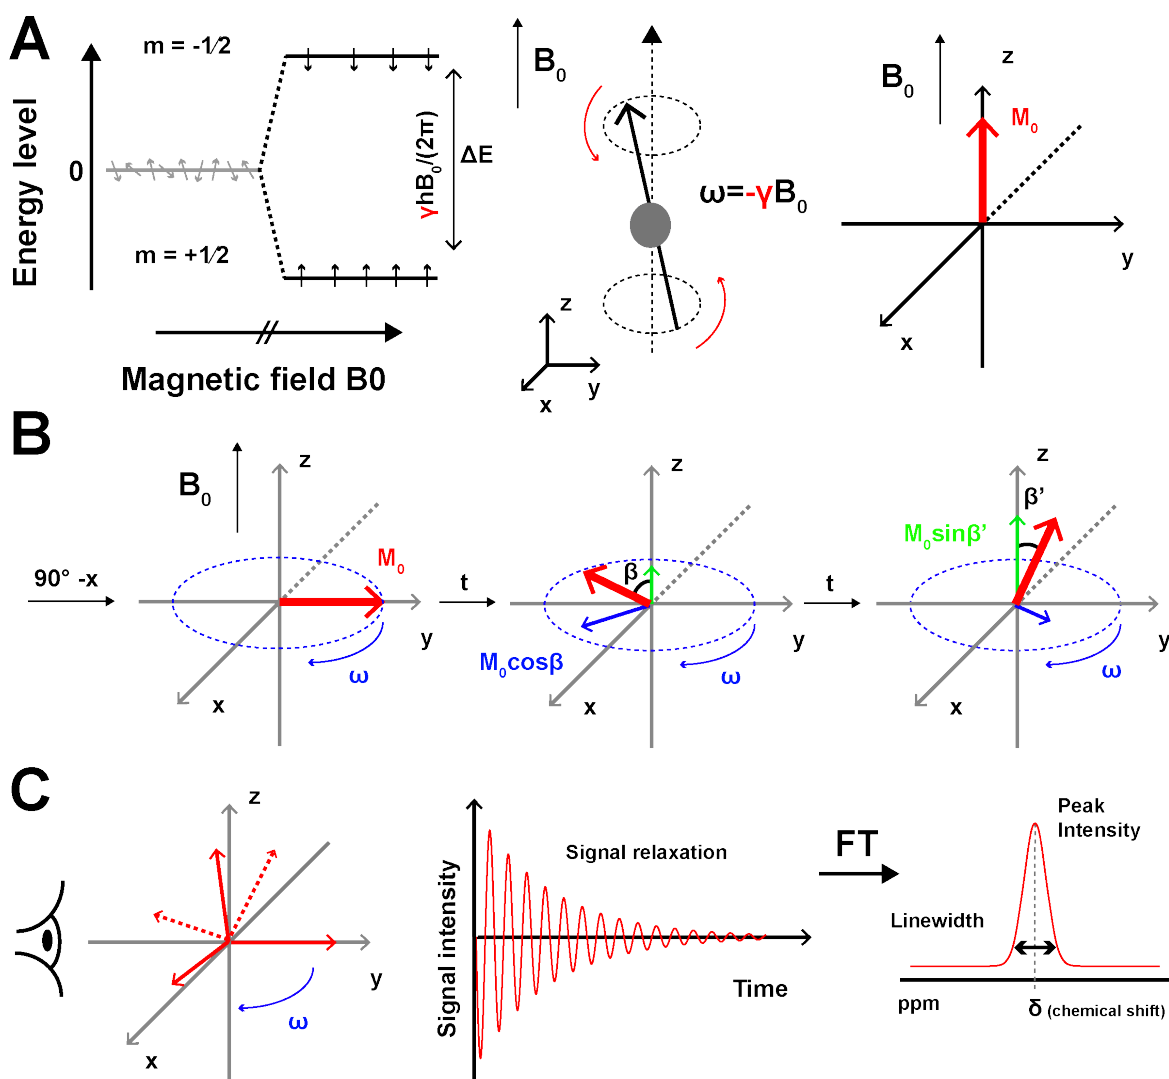 A
Energy level
m = -1⁄2
0
m = +1⁄2
γhB₀/(2π)
ΔE
Magnetic field B0
B₀
ω=-γB₀
z
y
x
B₀
z
M₀
y
x
B
90° -x
B₀
z
M₀
y
ω
x
t
z
β
M₀cosβ
y
ω
x
t
z
β’
M₀sinβ’
y
ω
x
C
z
y
ω
x
Signal intensity
Signal relaxation
Time
FT
Peak
Intensity
Linewidth
ppm
δ (chemical shift)